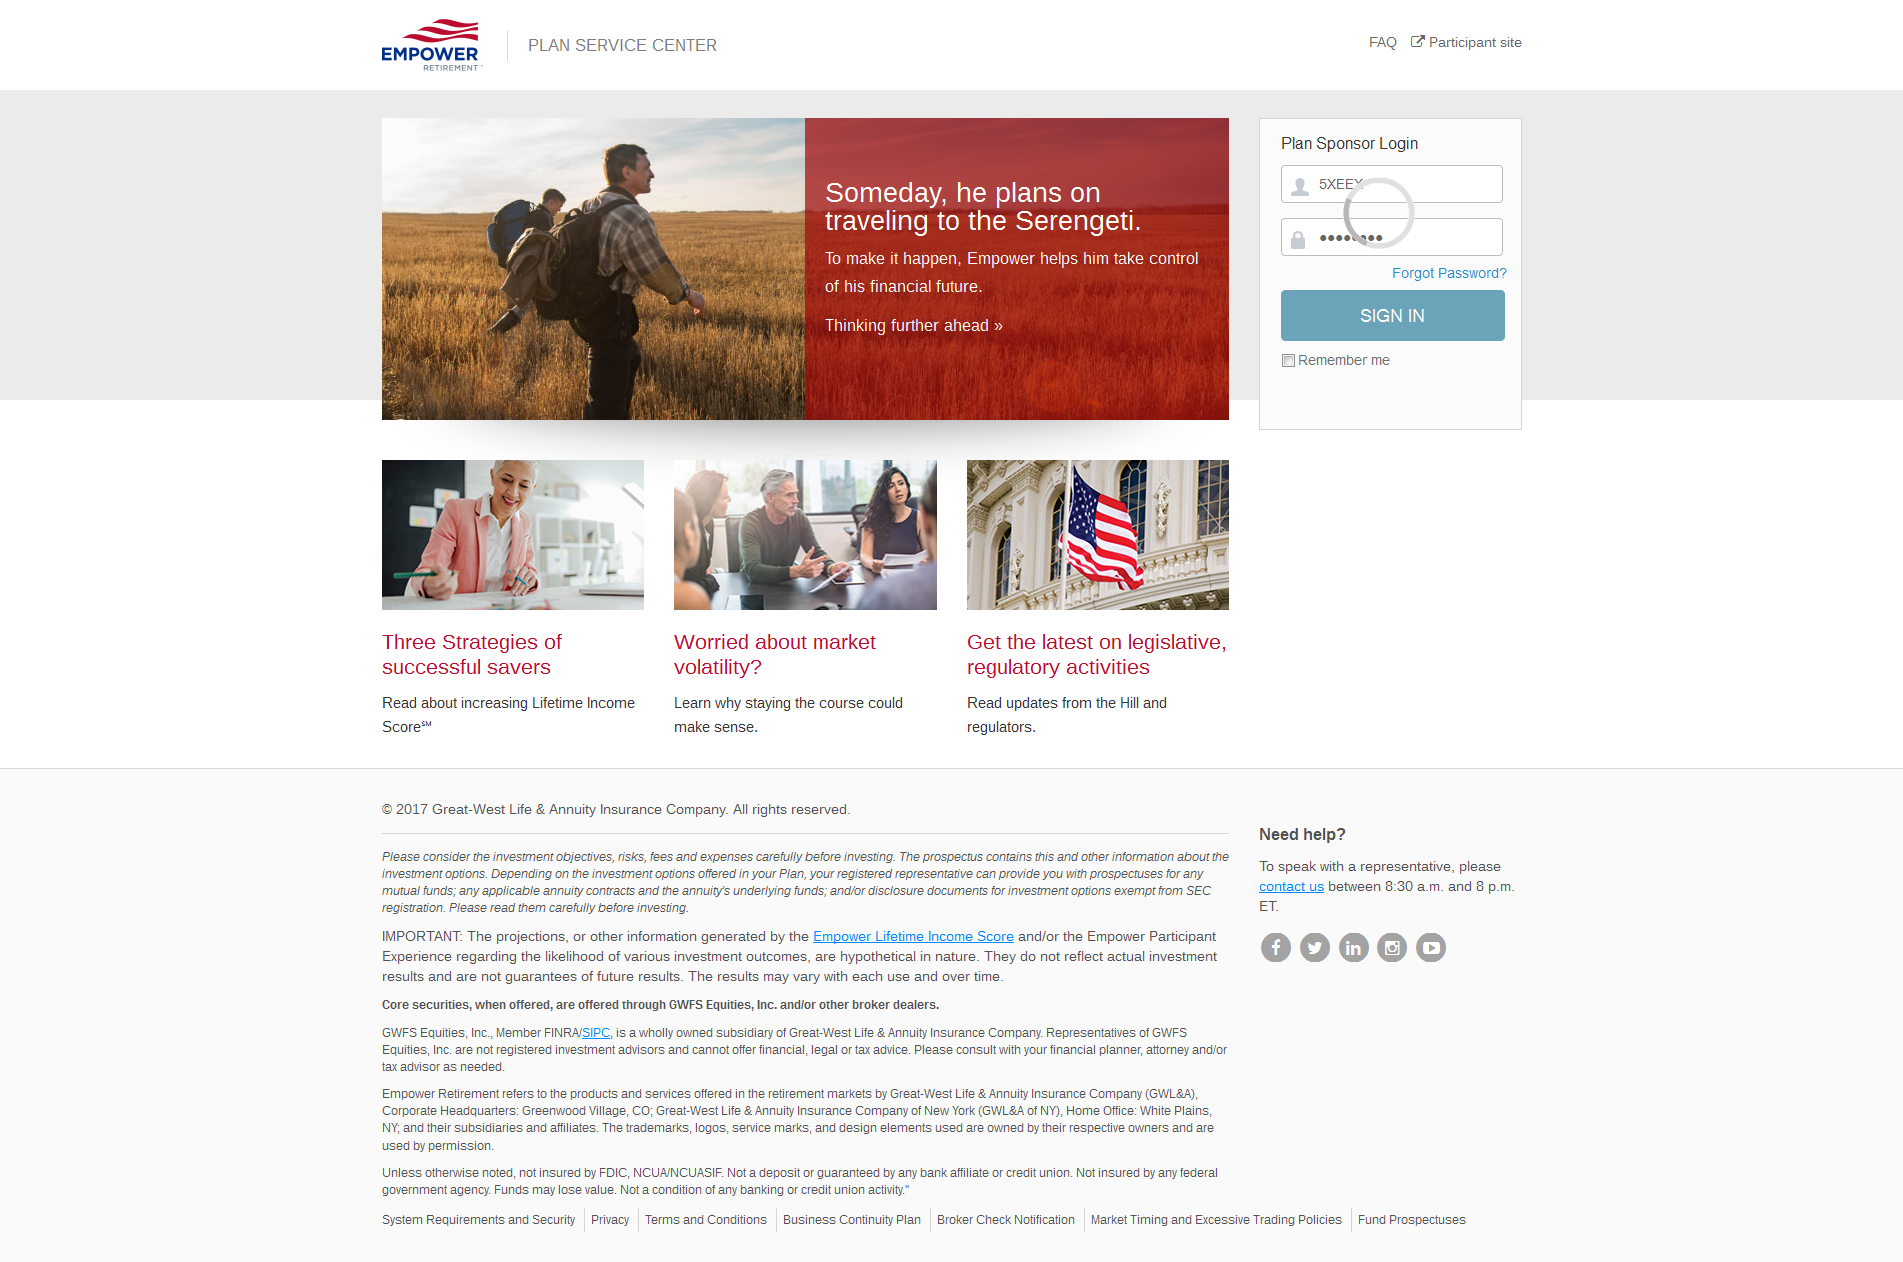 EMPOWER
RETIREMENT
PLAN SERVICE CENTER
FAQ
Participant site
Someday, he plans on
traveling to the Serengeti.
To make it happen, Empower helps him take control
of his financial future.
Thinking further ahead »
Plan Sponsor Login
5XEEX
••••••••
Forgot Password?
SIGN IN
Remember me
Three Strategies of
successful savers
Read about increasing Lifetime Income
Score℠
Worried about market
volatility?
Learn why staying the course could
make sense.
Get the latest on legislative,
regulatory activities
Read updates from the Hill and
regulators.
© 2017 Great-West Life & Annuity Insurance Company. All rights reserved.
Please consider the investment objectives, risks, fees and expenses carefully before investing. The prospectus contains this and other information about the
investment options. Depending on the investment options offered in your Plan, your registered representative can provide you with prospectuses for any
mutual funds; any applicable annuity contracts and the annuity's underlying funds; and/or disclosure documents for investment options exempt from SEC
registration. Please read them carefully before investing.
IMPORTANT: The projections, or other information generated by the Empower Lifetime Income Score and/or the Empower Participant
Experience regarding the likelihood of various investment outcomes, are hypothetical in nature. They do not reflect actual investment
results and are not guarantees of future results. The results may vary with each use and over time.
Core securities, when offered, are offered through GWFS Equities, Inc. and/or other broker dealers.
GWFS Equities, Inc., Member FINRA/SIPC, is a wholly owned subsidiary of Great-West Life & Annuity Insurance Company. Representatives of GWFS
Equities, Inc. are not registered investment advisors and cannot offer financial, legal or tax advice. Please consult with your financial planner, attorney and/or
tax advisor as needed.
Empower Retirement refers to the products and services offered in the retirement markets by Great-West Life & Annuity Insurance Company (GWL&A),
Corporate Headquarters: Greenwood Village, CO; Great-West Life & Annuity Insurance Company of New York (GWL&A of NY), Home Office: White Plains,
NY; and their subsidiaries and affiliates. The trademarks, logos, service marks, and design elements used are owned by their respective owners and are
used by permission.
Unless otherwise noted, not insured by FDIC, NCUA/NCUASIF. Not a deposit or guaranteed by any bank affiliate or credit union. Not insured by any federal
government agency. Funds may lose value. Not a condition of any banking or credit union activity."
System Requirements and Security
Privacy
Terms and Conditions
Business Continuity Plan
Broker Check Notification
Market Timing and Excessive Trading Policies
Fund Prospectuses
Need help?
To speak with a representative, please
contact us between 8:30 a.m. and 8 p.m.
ET.